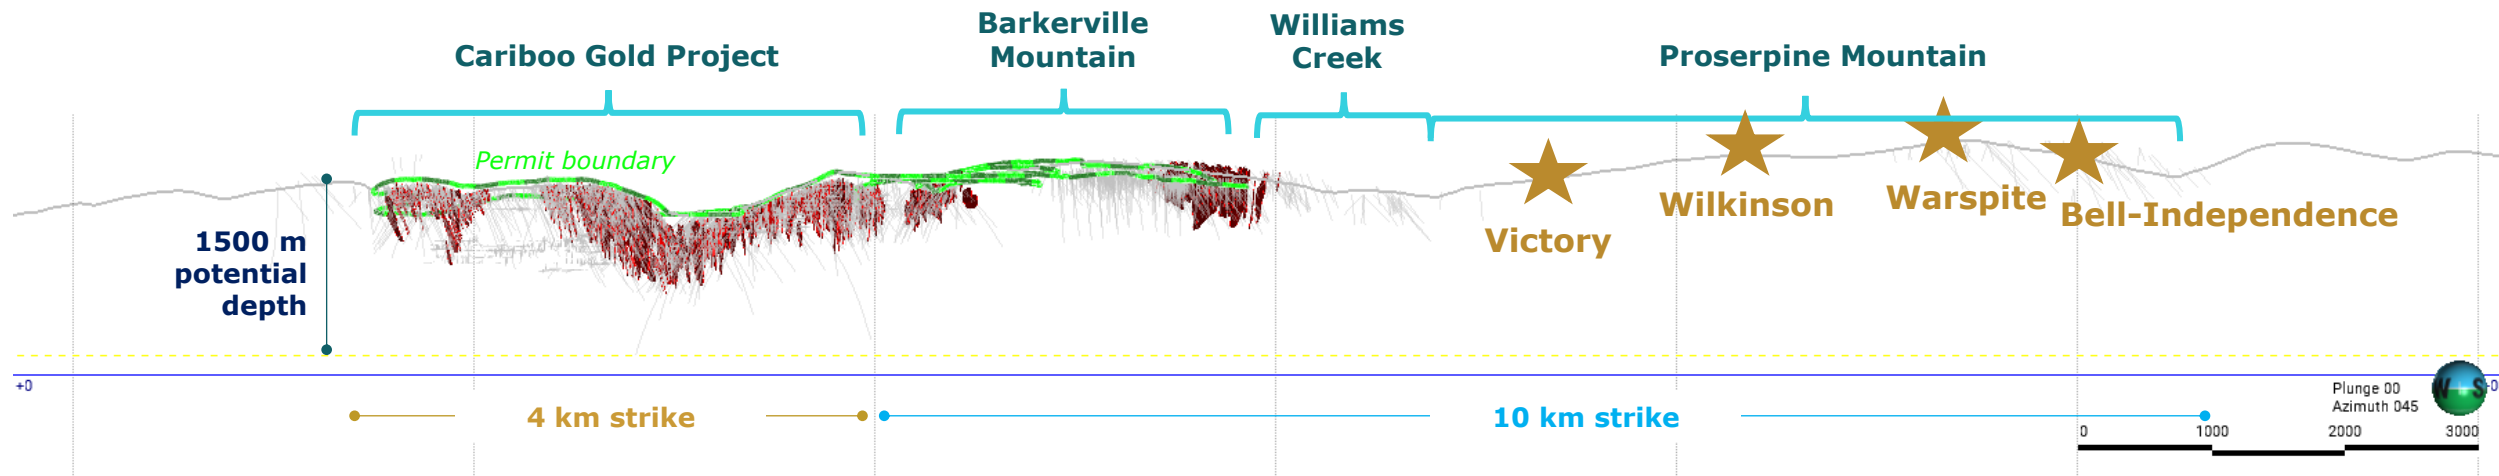 Cariboo Gold Project
Barkerville
Mountain
Williams
Creek
Proserpine Mountain
Permit boundary
1500 m
potential
depth
Victory
Wilkinson
Warspite
Bell-Independence
+0
+0
4 km strike
10 km strike
Plunge 00
Azimuth 045
W S
0 1000 2000 3000